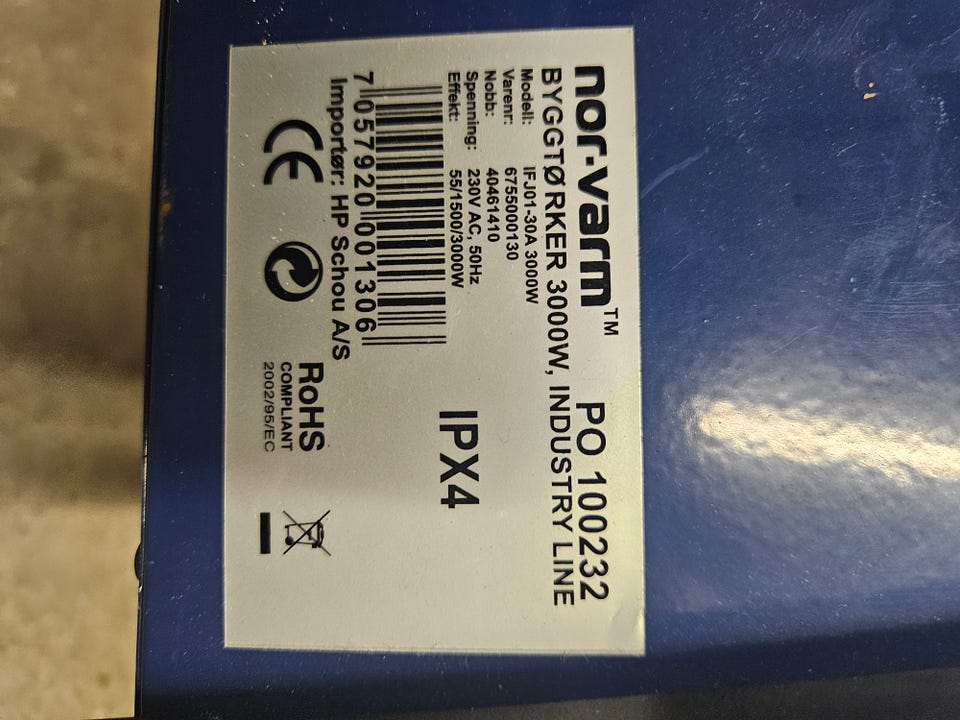 nor-varm™ PO 100232
BYGGTØRKER 3000W, INDUSTRY LINE
Modell: IFJ01-30A 3000W
Varenr: 6755000130
Nobb: 40461410
Spenning: 230V AC, 50Hz
Effekt: 55/1500/3000W
IPX4
7 057920 001306
Importør: HP Schou A/S
CE
RoHS
COMPLIANT
2002/95/EC